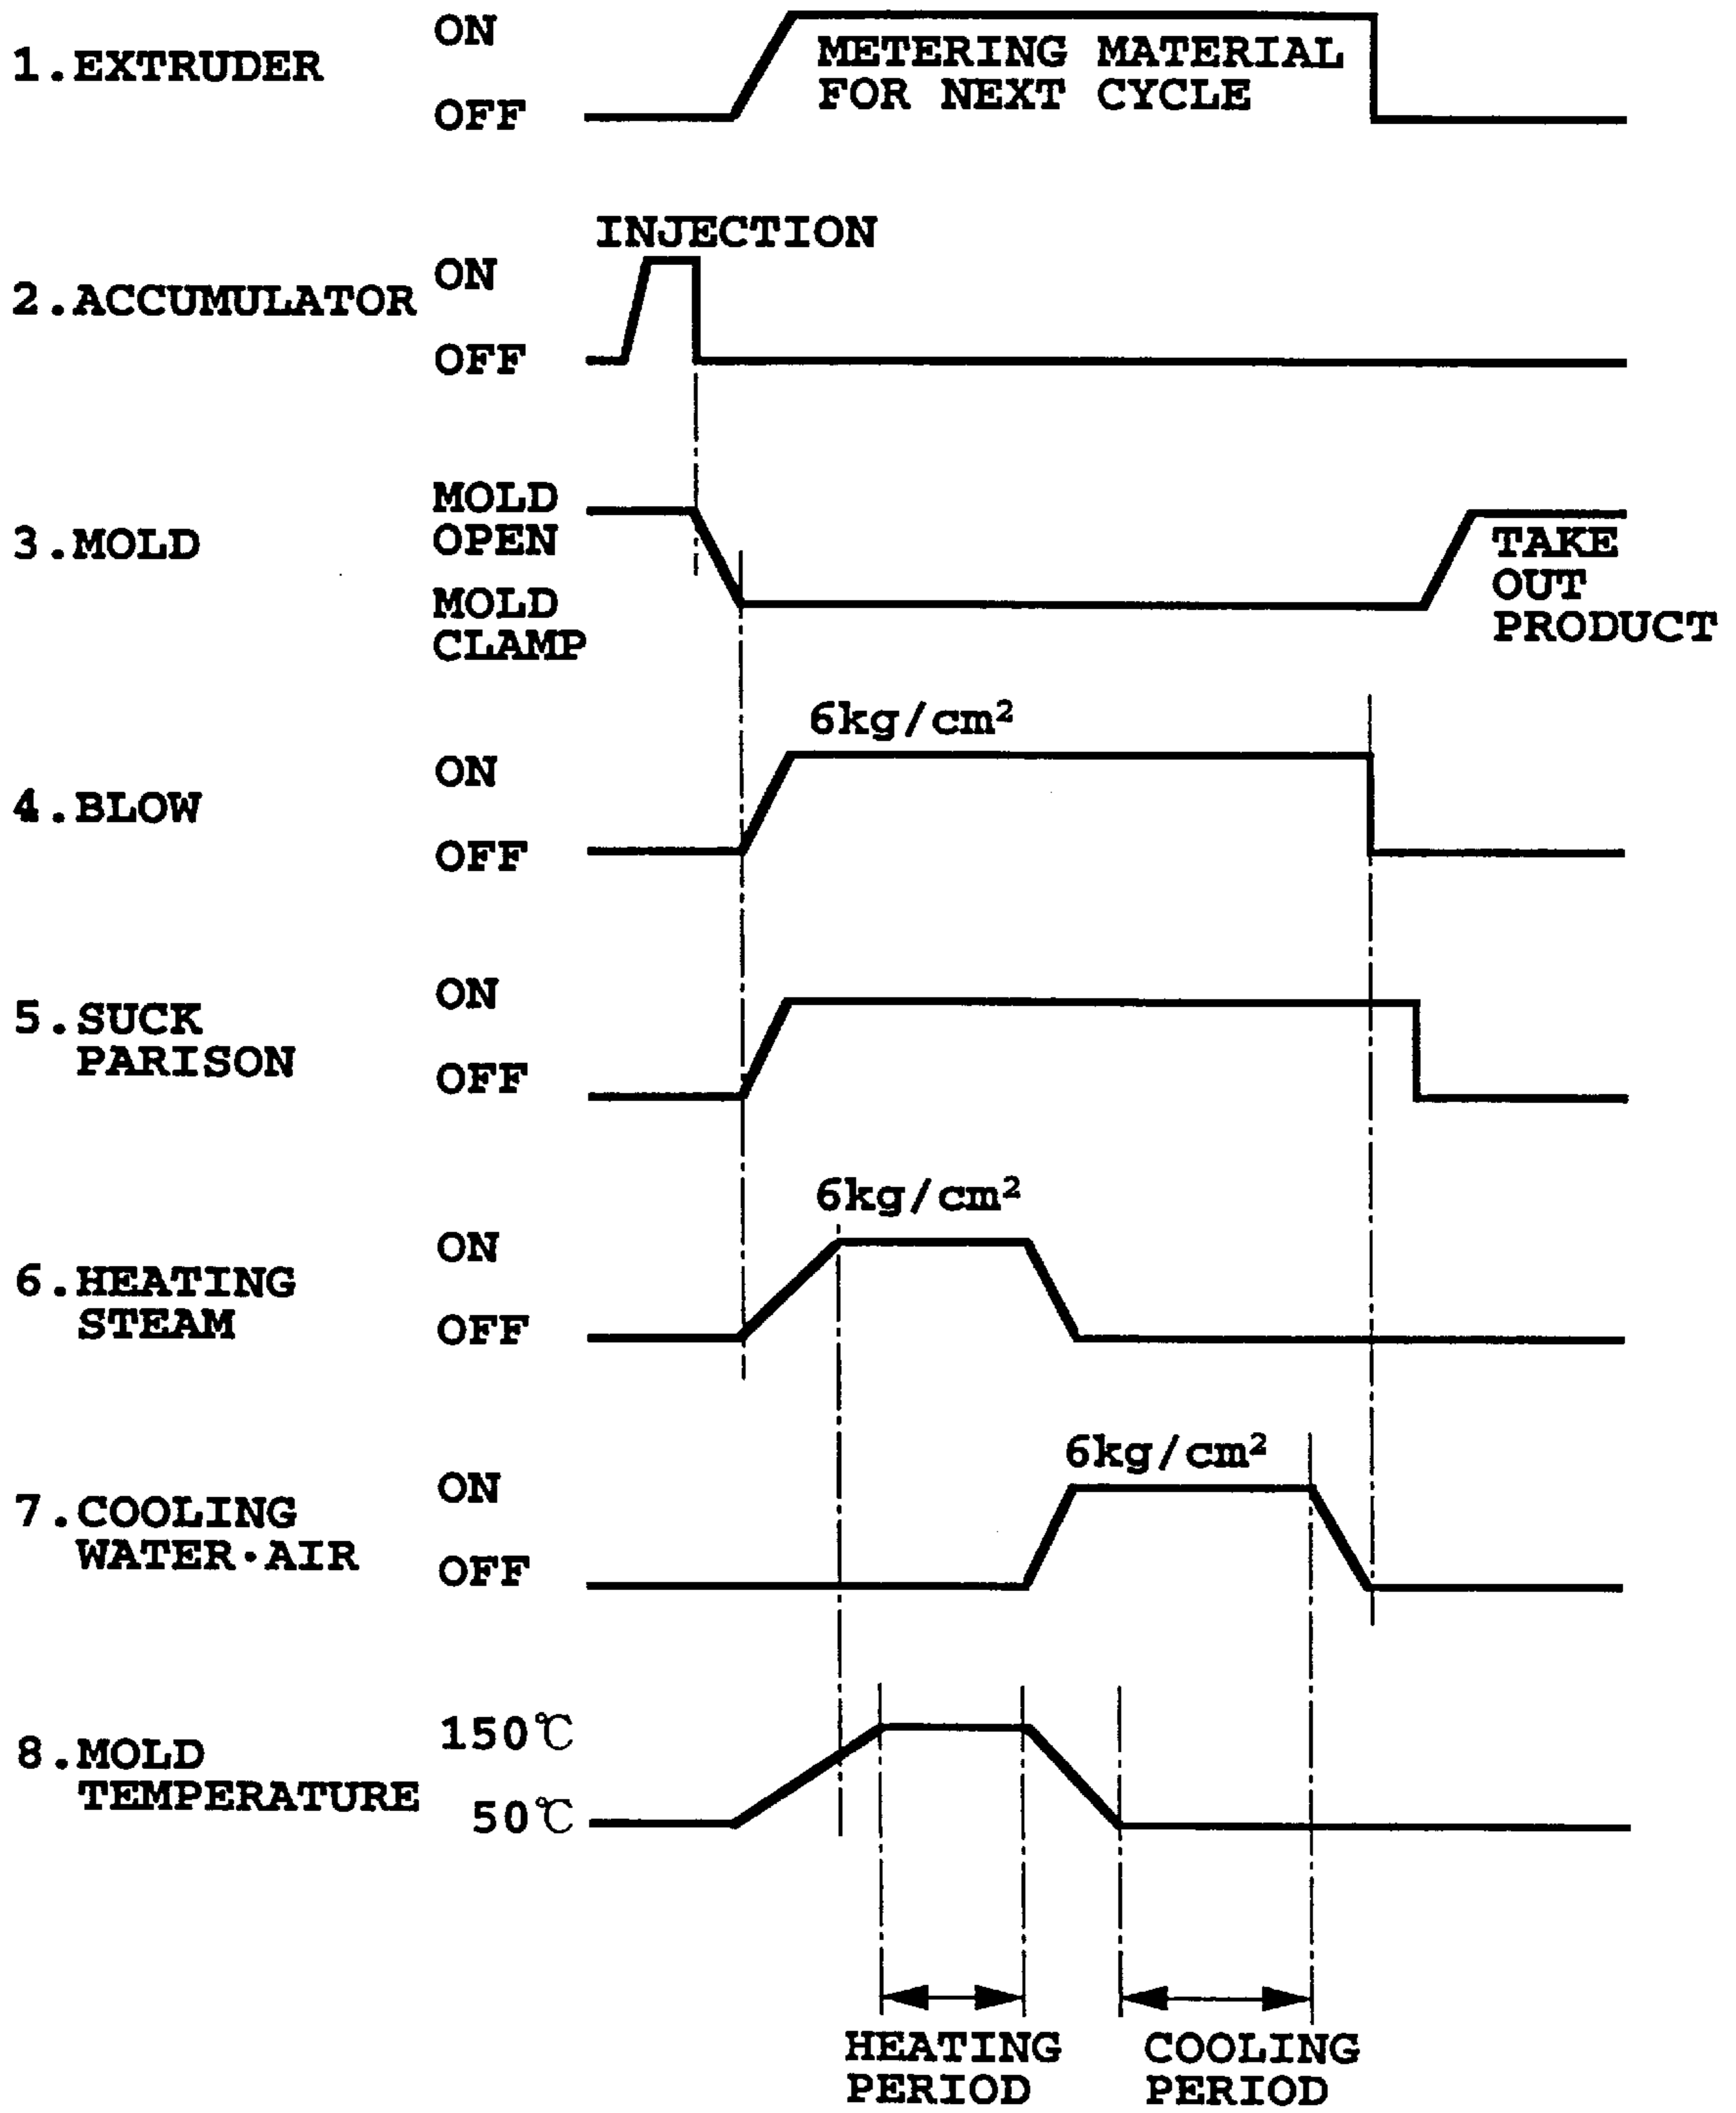 1.EXTRUDER
ON
OFF
METERING MATERIAL
FOR NEXT CYCLE
INJECTION
2.ACCUMULATOR
ON
OFF
3.MOLD
MOLD
OPEN
MOLD
CLAMP
TAKE
OUT
PRODUCT
4.BLOW
ON
OFF
6kg/cm²
5.SUCK
PARISON
ON
OFF
6.HEATING
STEAM
ON
OFF
6kg/cm²
7.COOLING
WATER·AIR
ON
OFF
6kg/cm²
8.MOLD
TEMPERATURE
150℃
50℃
HEATING
PERIOD
COOLING
PERIOD